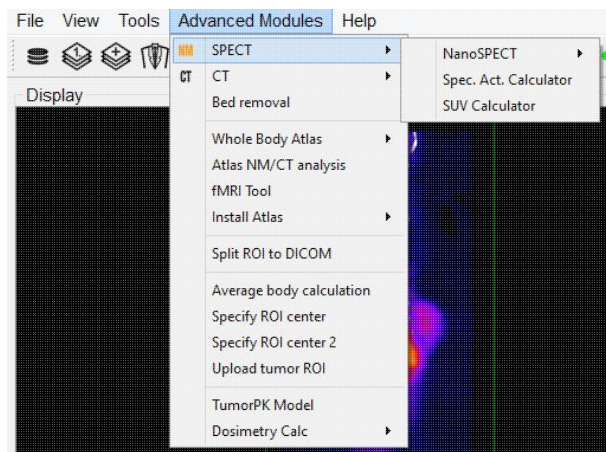 File View Tools Advanced Modules Help
1 +
Display
NM SPECT
CT CT
Bed removal
Whole Body Atlas
Atlas NM/CT analysis
fMRI Tool
Install Atlas
Split ROI to DICOM
Average body calculation
Specify ROI center
Specify ROI center 2
Upload tumor ROI
TumorPK Model
Dosimetry Calc
NanoSPECT
Spec. Act. Calculator
SUV Calculator